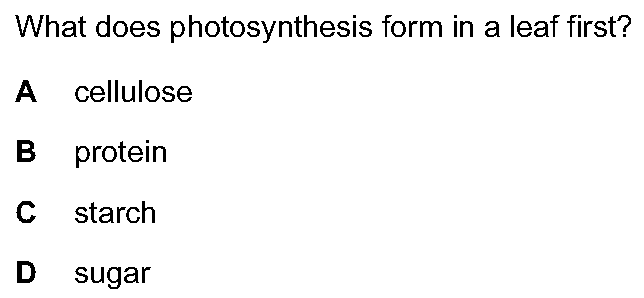 What does photosynthesis form in a leaf first?
A cellulose
B protein
C starch
D sugar